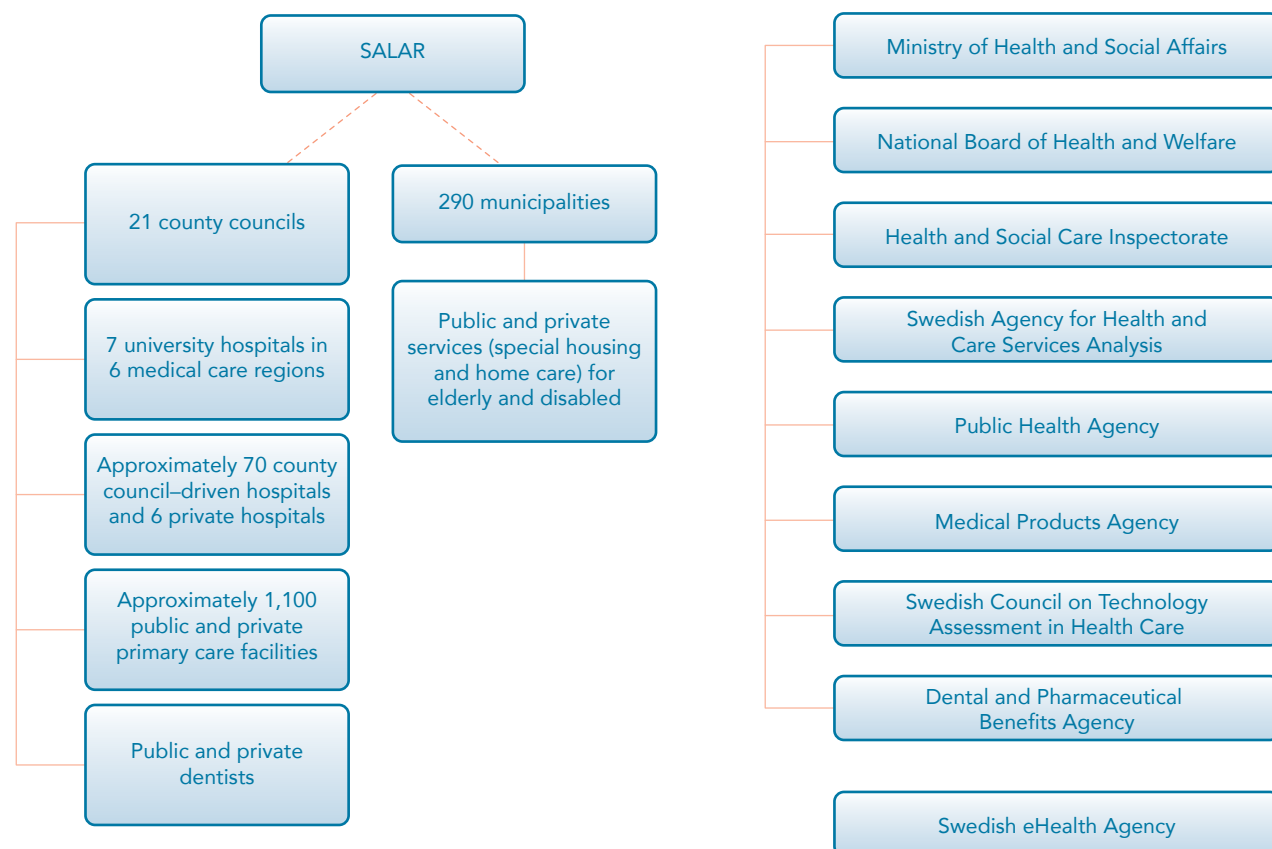 SALAR
21 county councils
7 university hospitals in
6 medical care regions
Approximately 70 county
council–driven hospitals
and 6 private hospitals
Approximately 1,100
public and private
primary care facilities
Public and private
dentists
290 municipalities
Public and private
services (special housing
and home care) for
elderly and disabled
Ministry of Health and Social Affairs
National Board of Health and Welfare
Health and Social Care Inspectorate
Swedish Agency for Health and
Care Services Analysis
Public Health Agency
Medical Products Agency
Swedish Council on Technology
Assessment in Health Care
Dental and Pharmaceutical
Benefits Agency
Swedish eHealth Agency